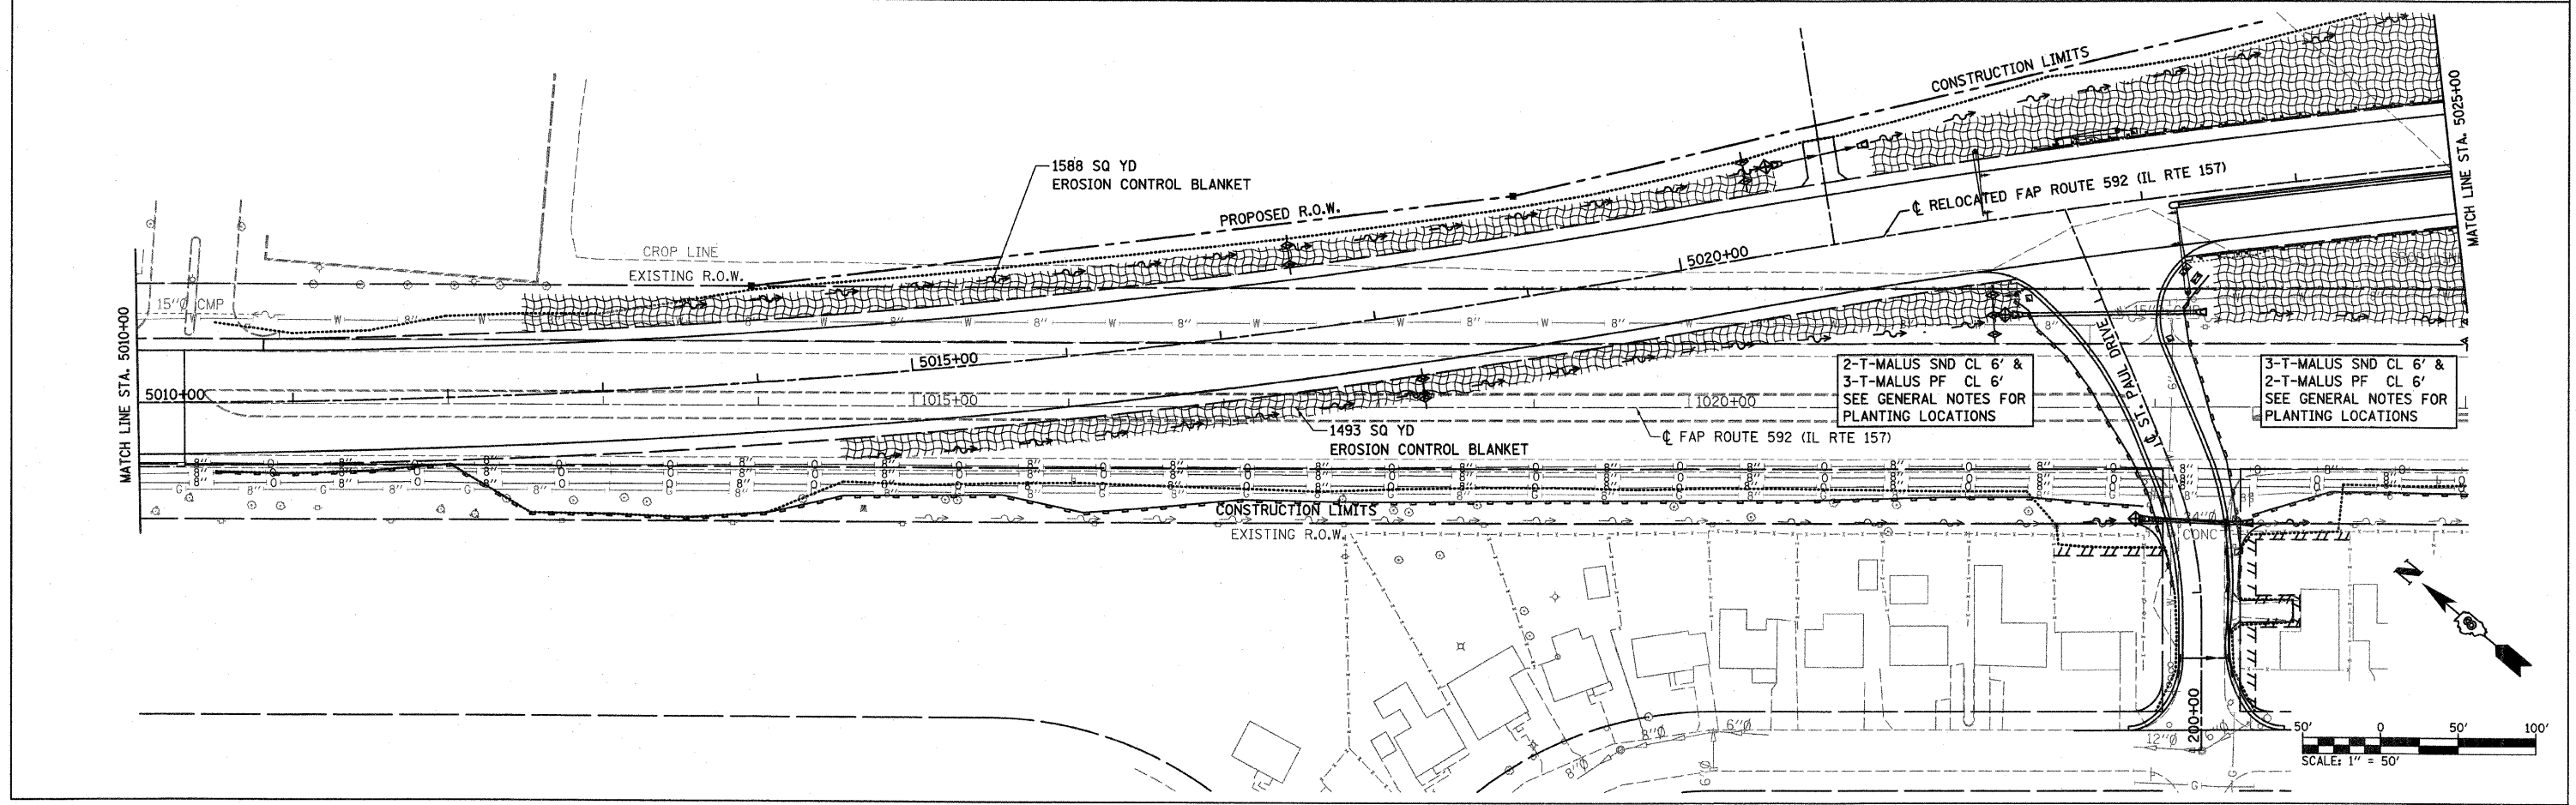 CONSTRUCTION LIMITS
MATCH LINE STA. 5025+00
1588 SQ YD
EROSION CONTROL BLANKET
℄ RELOCATED FAP ROUTE 592 (IL RTE 157)
PROPOSED R.O.W.
CROP LINE
EXISTING R.O.W.
5020+00
15"Ø CMP
MATCH LINE STA. 5010+00
5015+00
℄ ST. PAUL DRIVE
2-T-MALUS SND CL 6' &
3-T-MALUS PF CL 6'
SEE GENERAL NOTES FOR
PLANTING LOCATIONS
3-T-MALUS SND CL 6' &
2-T-MALUS PF CL 6'
SEE GENERAL NOTES FOR
PLANTING LOCATIONS
5010+00
1015+00
1020+00
1493 SQ YD
EROSION CONTROL BLANKET
℄ FAP ROUTE 592 (IL RTE 157)
CONSTRUCTION LIMITS
EXISTING R.O.W.
24"Ø
CONC
N
200+00
12"Ø
6"Ø
8"Ø
6"Ø
8"Ø
6"Ø
50' 0 50' 100'
SCALE: 1" = 50'